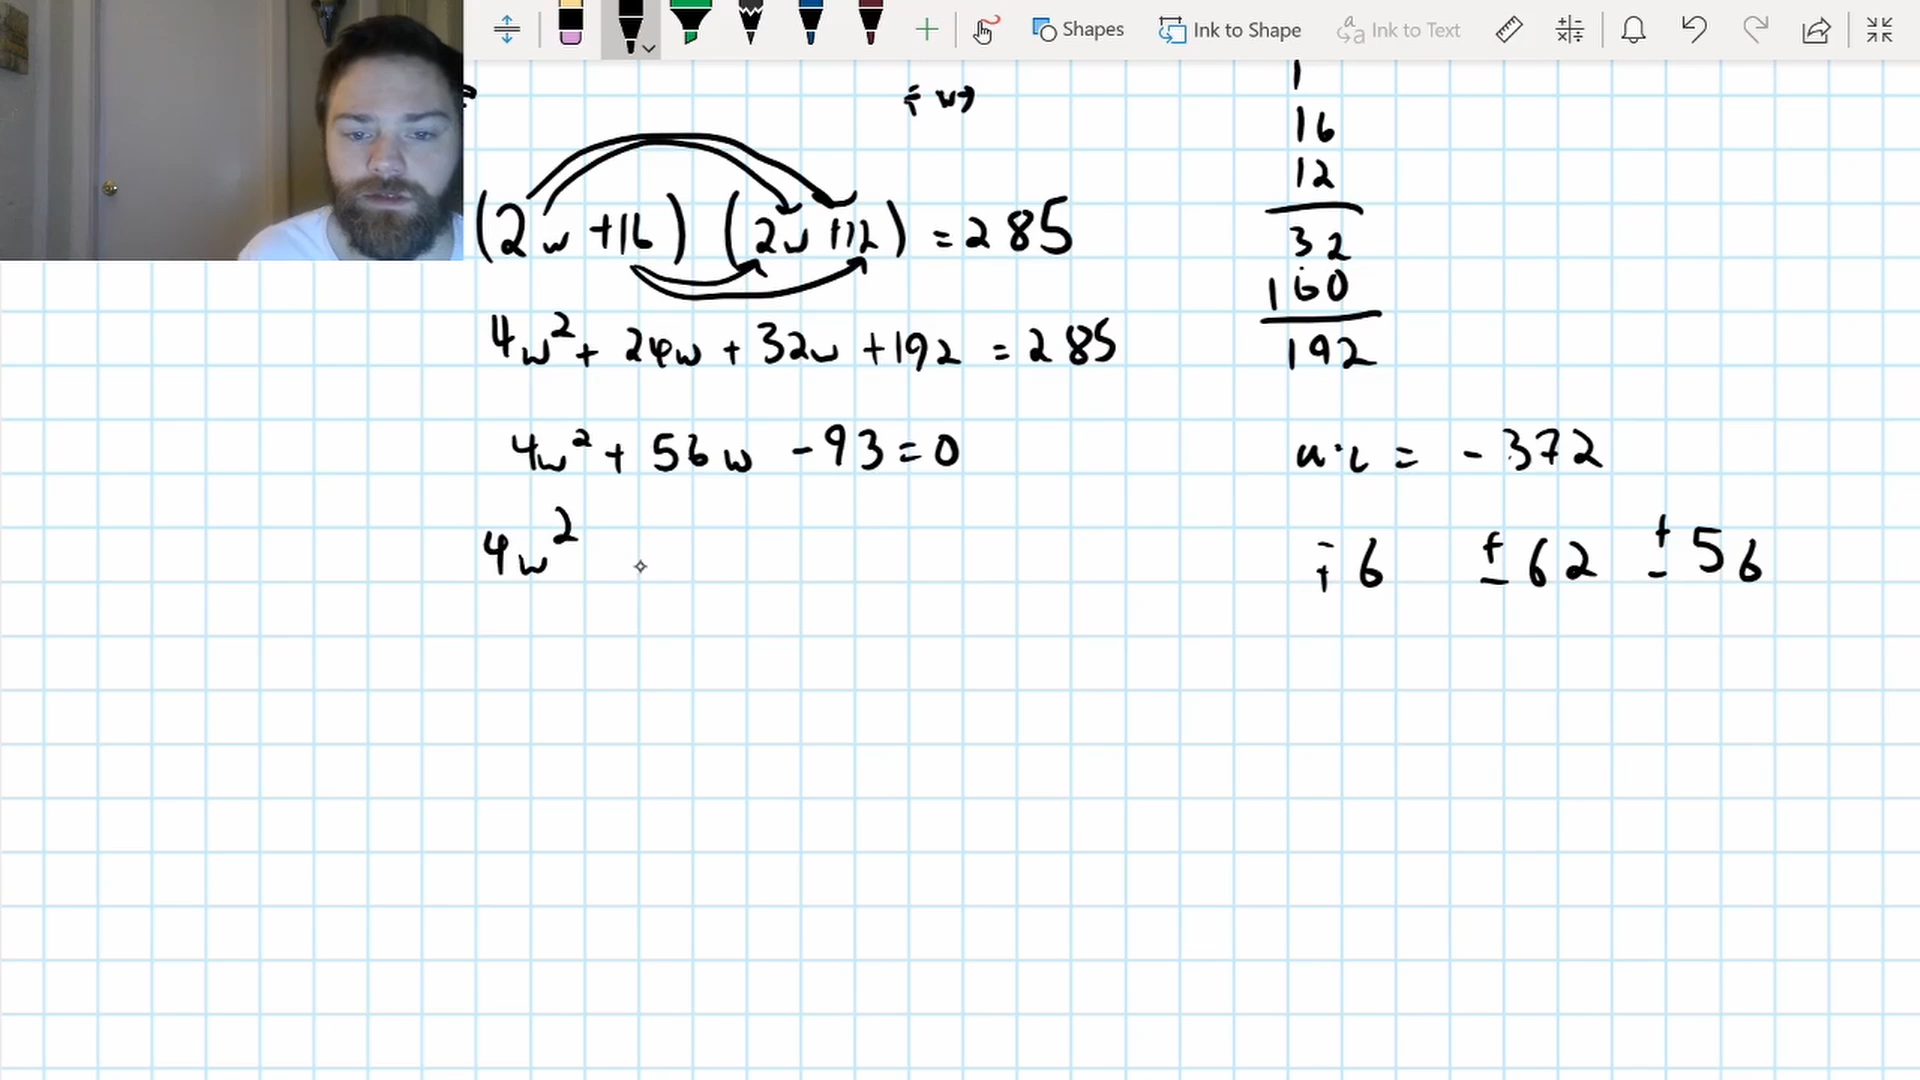 Shapes Ink to Shape Ink to Text
÷ w →
1
16
12
32
160
192
(2w +16) (2w +12) = 285
4w² + 24w + 32w +192 = 285
4w² + 56w - 93 = 0
a·c = - 372
4w²
∓ 6 ± 62 ± 56